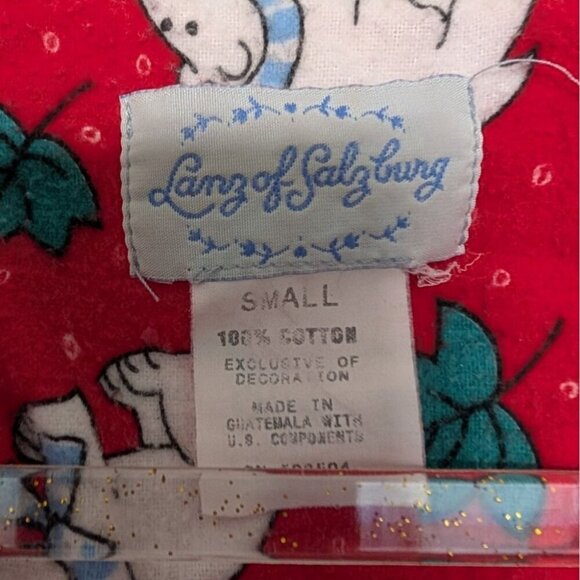 Lanz of Salzburg
SMALL
100% COTTON
EXCLUSIVE OF
DECORATION
MADE IN
GUATEMALA WITH
U.S. COMPONENTS